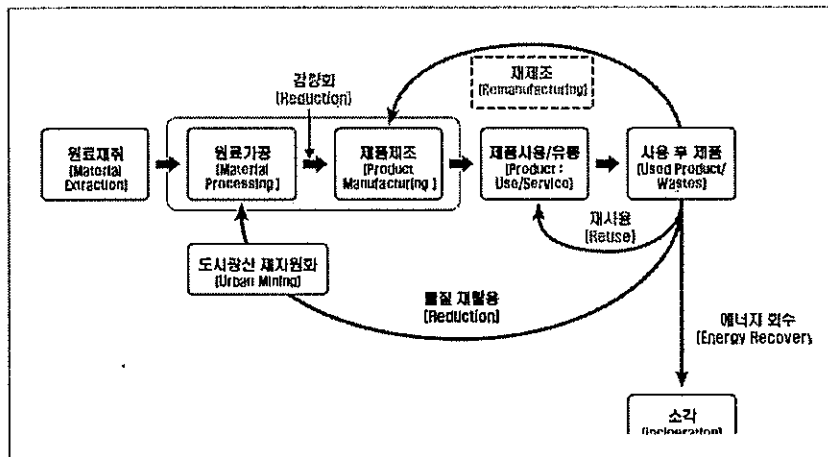 감량화
(Reduction)
재제조
(Remanufacturing)
원료재취
(Material
Extraction)
원료가공
(Material
Processing)
제품제조
(Product
Manufacturing)
제품사용/유통
(Product :
Use/Service)
사용 후 제품
(Used Product/
Wastes)
재사용
(Reuse)
도시광산 재자원화
(Urban Mining)
물질 재활용
(Reduction)
에너지 회수
(Energy Recovery
소각
(Incineration)